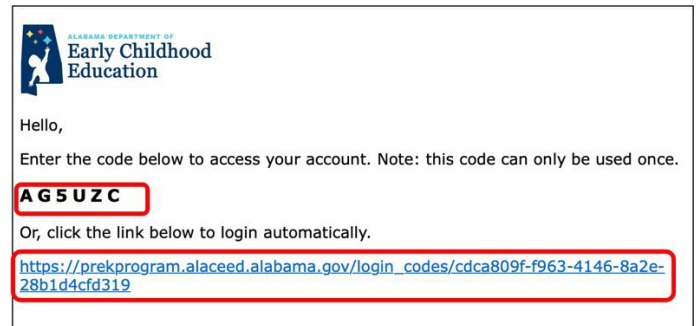 ALABAMA DEPARTMENT OF
Early Childhood
Education
Hello,
Enter the code below to access your account. Note: this code can only be used once.
AG5UZC
Or, click the link below to login automatically.
https://prekprogram.alaceed.alabama.gov/login_codes/cdca809f-f963-4146-8a2e-
28b1d4cfd319